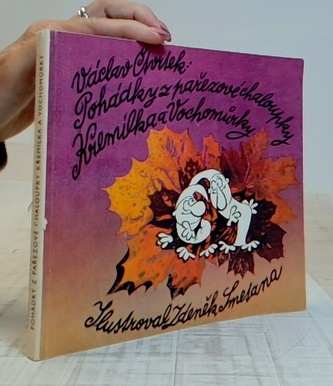 Václav Čtvrtek:
Pohádky z pařezové chaloupky
Křemílka a Vochomůrky
Ilustroval Zdeněk Smetana
POHÁDKY Z PAŘEZOVÉ CHALOUPKY KŘEMÍLKA A VOCHOMŮRKY